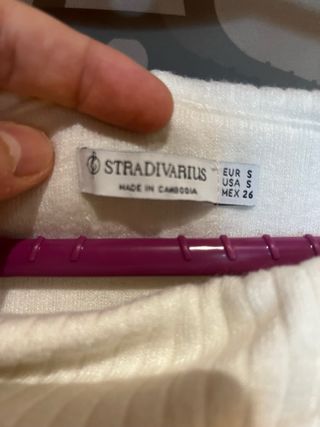 STRADIVARIUS
MADE IN CAMBODIA
EUR S
USA S
MEX 26